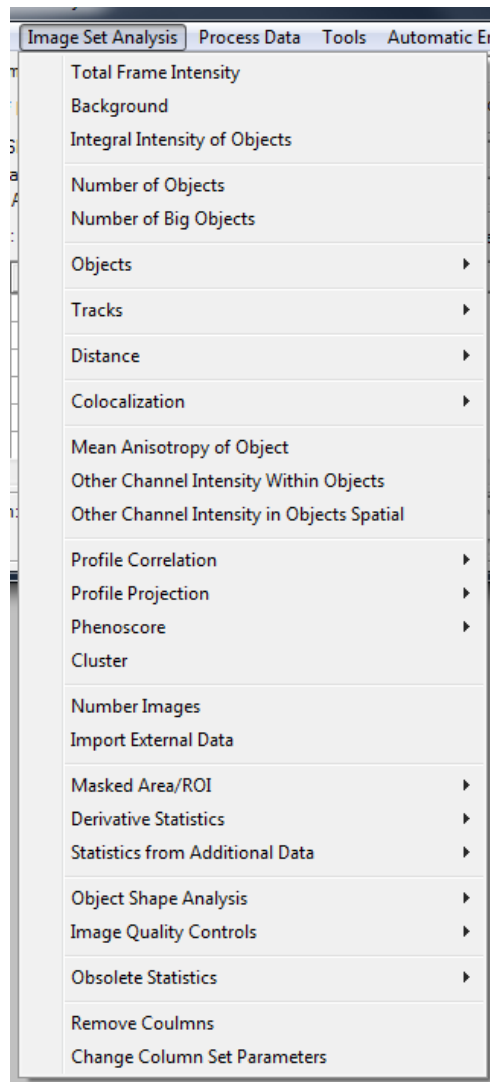 Image Set Analysis Process Data Tools Automatic
Total Frame Intensity
Background
Integral Intensity of Objects
Number of Objects
Number of Big Objects
Objects
Tracks
Distance
Colocalization
Mean Anisotropy of Object
Other Channel Intensity Within Objects
Other Channel Intensity in Objects Spatial
Profile Correlation
Profile Projection
Phenoscore
Cluster
Number Images
Import External Data
Masked Area/ROI
Derivative Statistics
Statistics from Additional Data
Object Shape Analysis
Image Quality Controls
Obsolete Statistics
Remove Coulmns
Change Column Set Parameters